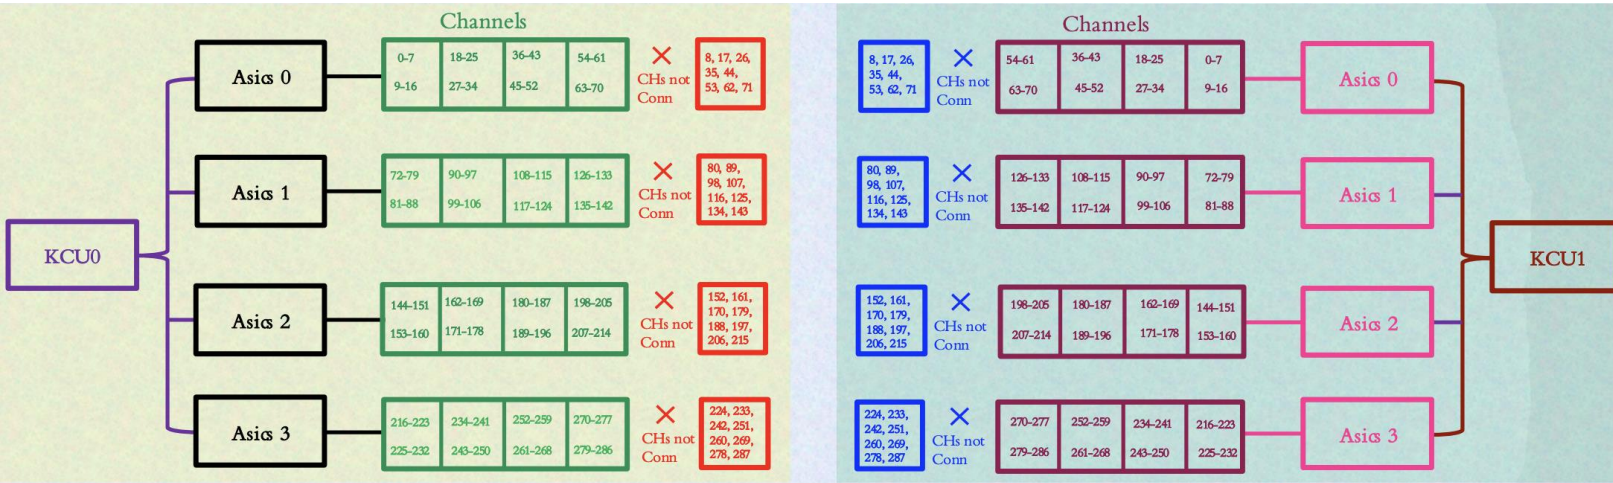 Channels
KCU0
Asics 0
0-7 18-25 36-43 54-61
9-16 27-34 45-52 63-70
CHs not
Conn
8, 17, 26,
35, 44,
53, 62, 71
Asics 1
72-79 90-97 108-115 126-133
81-88 99-106 117-124 135-142
CHs not
Conn
80, 89,
98, 107,
116, 125,
134, 143
Asics 2
144-151 162-169 180-187 198-205
153-160 171-178 189-196 207-214
CHs not
Conn
152, 161,
170, 179,
188, 197,
206, 215
Asics 3
216-223 234-241 252-259 270-277
225-232 243-250 261-268 279-286
CHs not
Conn
224, 233,
242, 251,
260, 269,
278, 287
Channels
8, 17, 26,
35, 44,
53, 62, 71
CHs not
Conn
54-61 36-43 18-25 0-7
63-70 45-52 27-34 9-16
Asics 0
80, 89,
98, 107,
116, 125,
134, 143
CHs not
Conn
126-133 108-115 90-97 72-79
135-142 117-124 99-106 81-88
Asics 1
152, 161,
170, 179,
188, 197,
206, 215
CHs not
Conn
198-205 180-187 162-169 144-151
207-214 189-196 171-178 153-160
Asics 2
224, 233,
242, 251,
260, 269,
278, 287
CHs not
Conn
270-277 252-259 234-241 216-223
279-286 261-268 243-250 225-232
Asics 3
KCU1